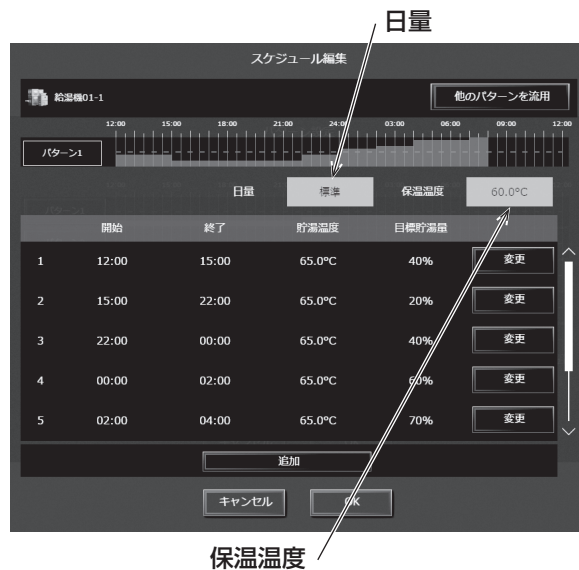 日量
スケジュール編集
給湯機01-1 他のパターンを流用
12:00 15:00 18:00 21:00 24:00 03:00 06:00 09:00 12:00
パターン1
日量 標準 保温温度 60.0°C
開始 終了 貯湯温度 目標貯湯量
1 12:00 15:00 65.0°C 40% 変更
2 15:00 22:00 65.0°C 20% 変更
3 22:00 00:00 65.0°C 40% 変更
4 00:00 02:00 65.0°C 60% 変更
5 02:00 04:00 65.0°C 70% 変更
追加
キャンセル OK
保温温度